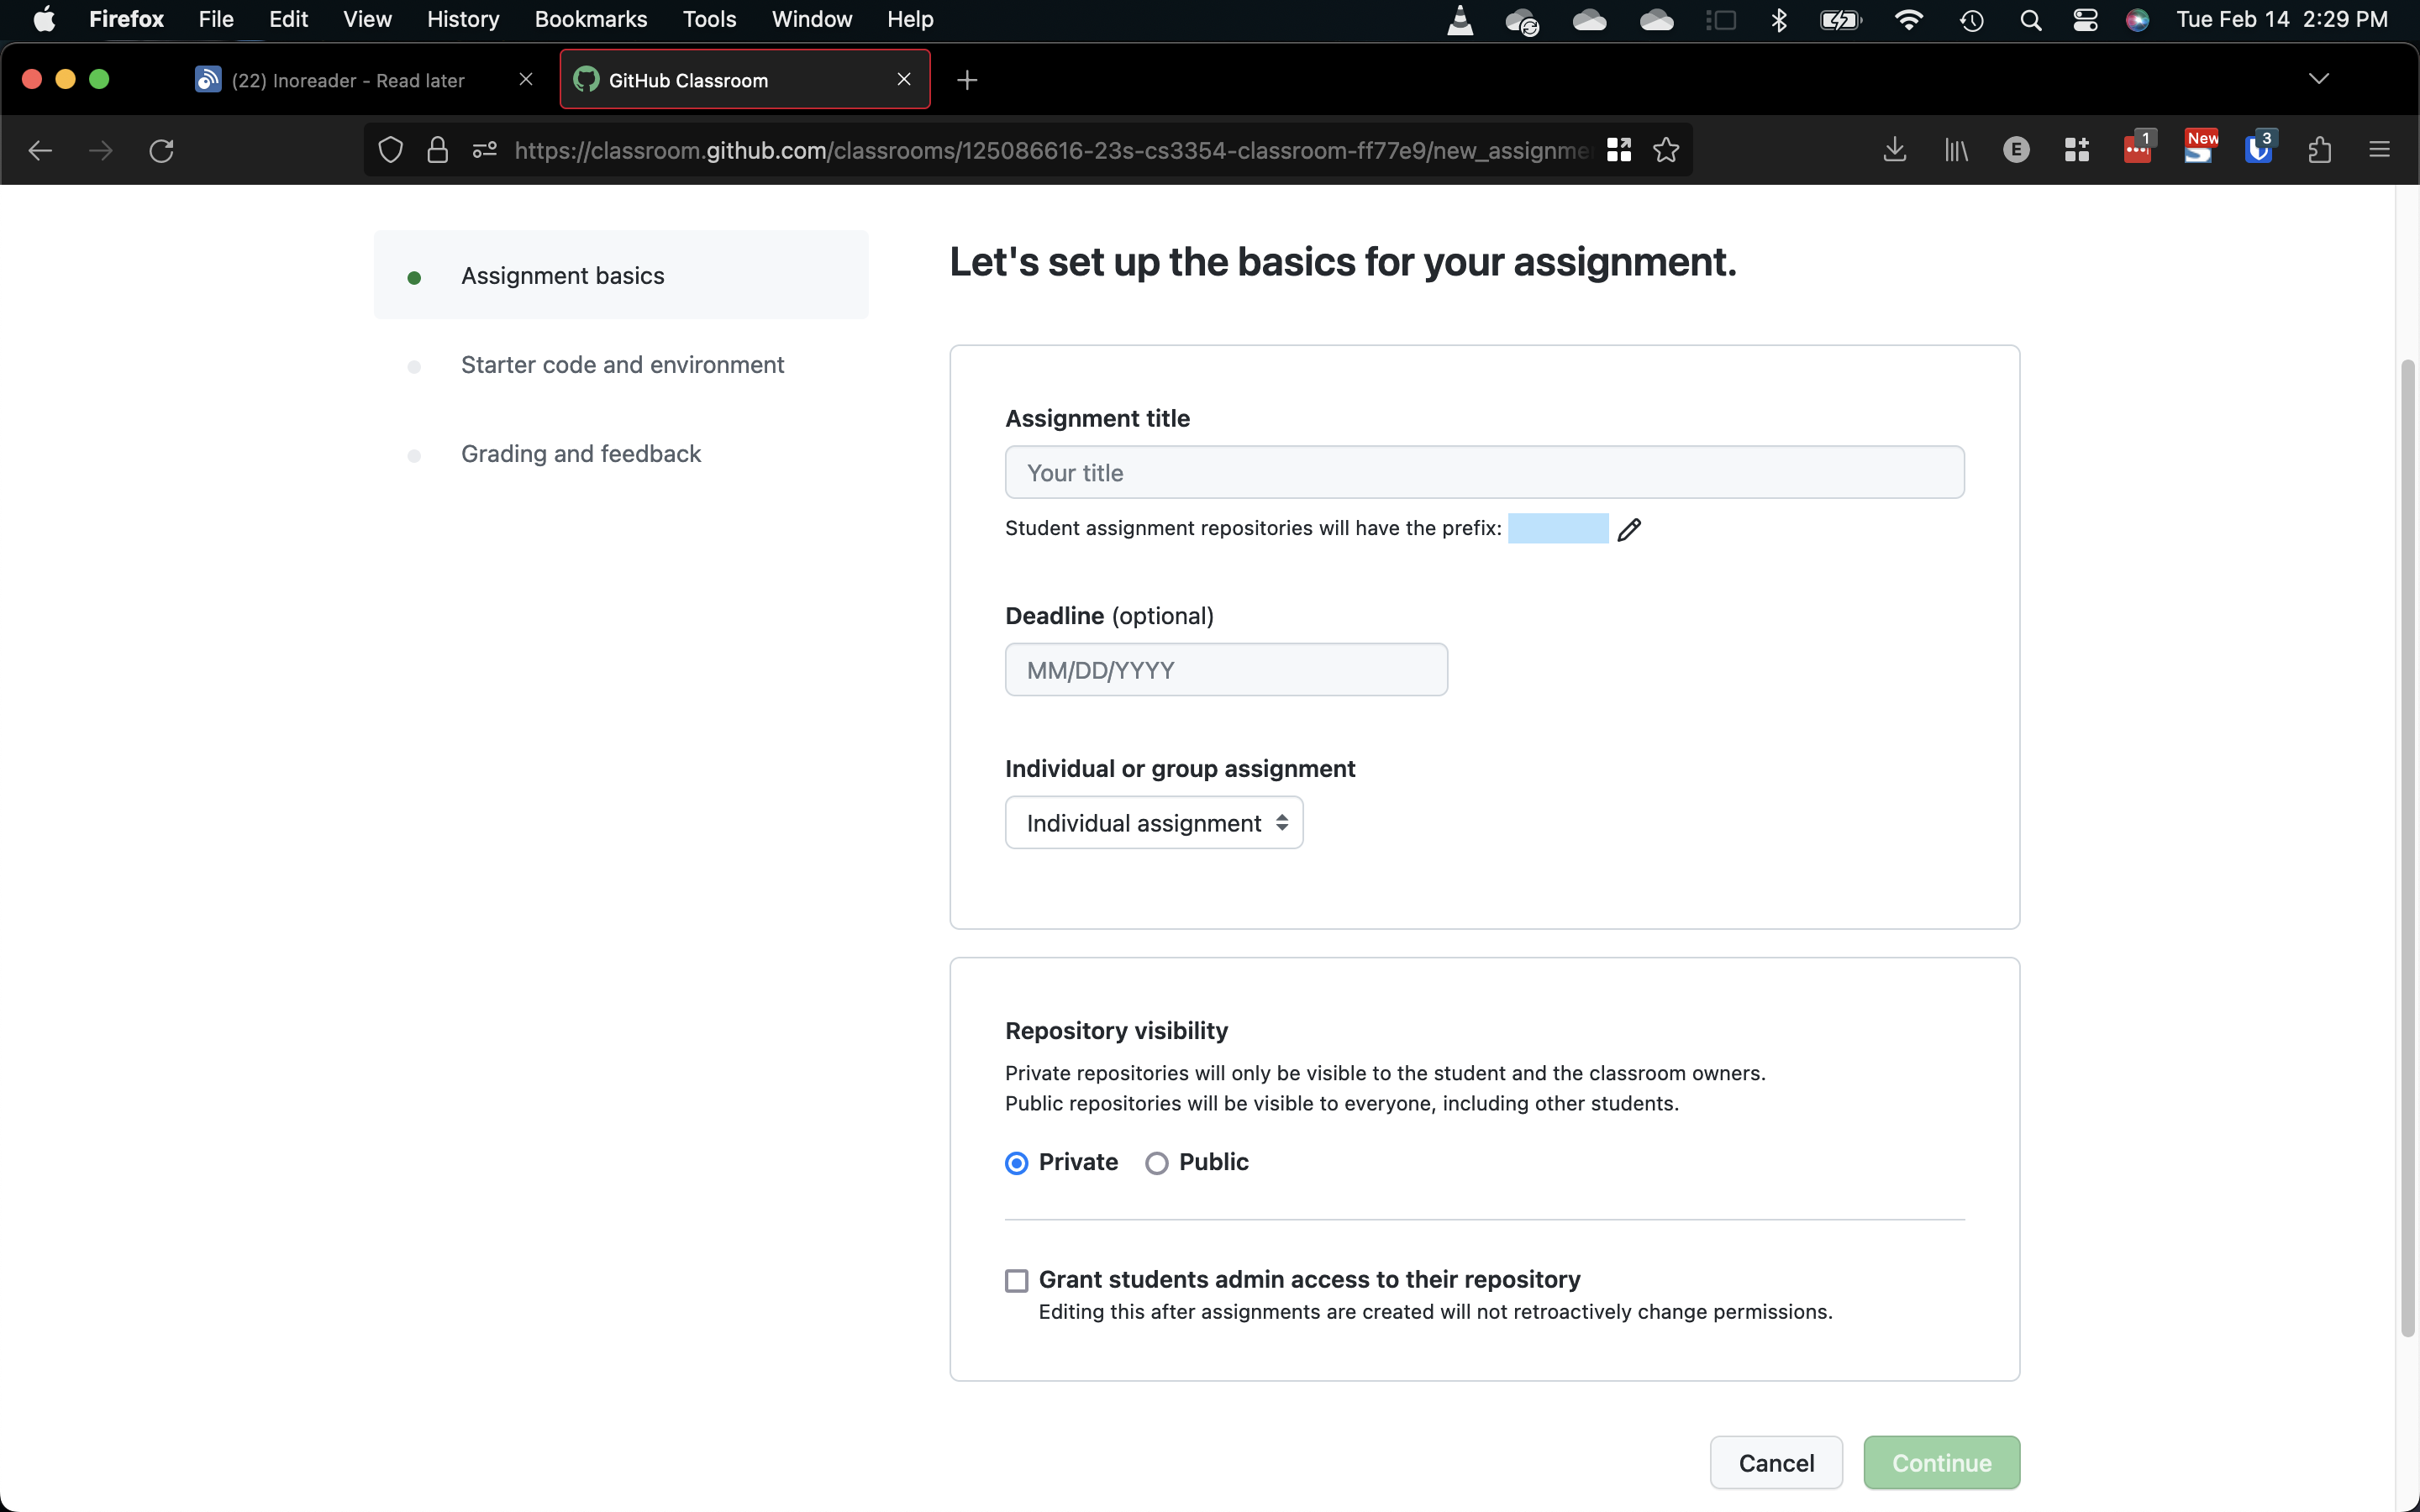 Firefox File Edit View History Bookmarks Tools Window Help Tue Feb 14 2:29 PM
(22) Inoreader - Read later GitHub Classroom
https://classroom.github.com/classrooms/125086616-23s-cs3354-classroom-ff77e9/new_assignme E 1 New 3
Assignment basics
Starter code and environment
Grading and feedback
Let's set up the basics for your assignment.
Assignment title
Your title
Student assignment repositories will have the prefix:
Deadline (optional)
MM/DD/YYYY
Individual or group assignment
Individual assignment
Repository visibility
Private repositories will only be visible to the student and the classroom owners.
Public repositories will be visible to everyone, including other students.
Private Public
Grant students admin access to their repository
Editing this after assignments are created will not retroactively change permissions.
Cancel Continue